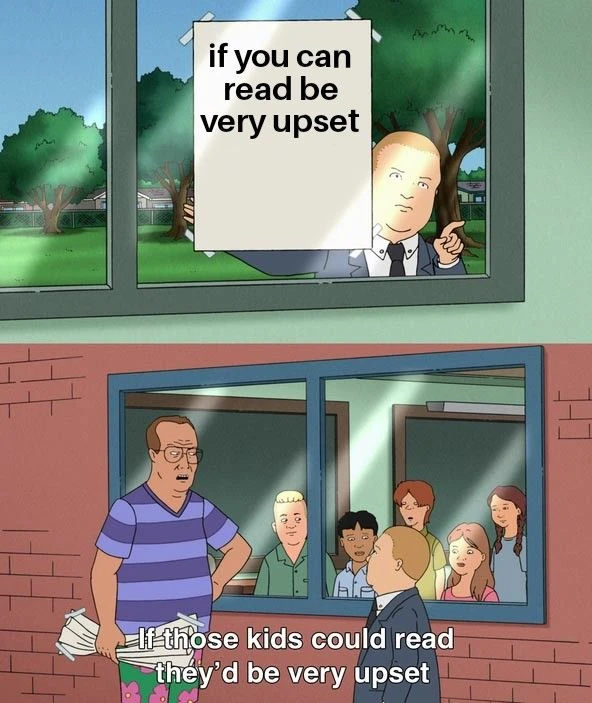 if you can
read be
very upset
If those kids could read
they'd be very upset